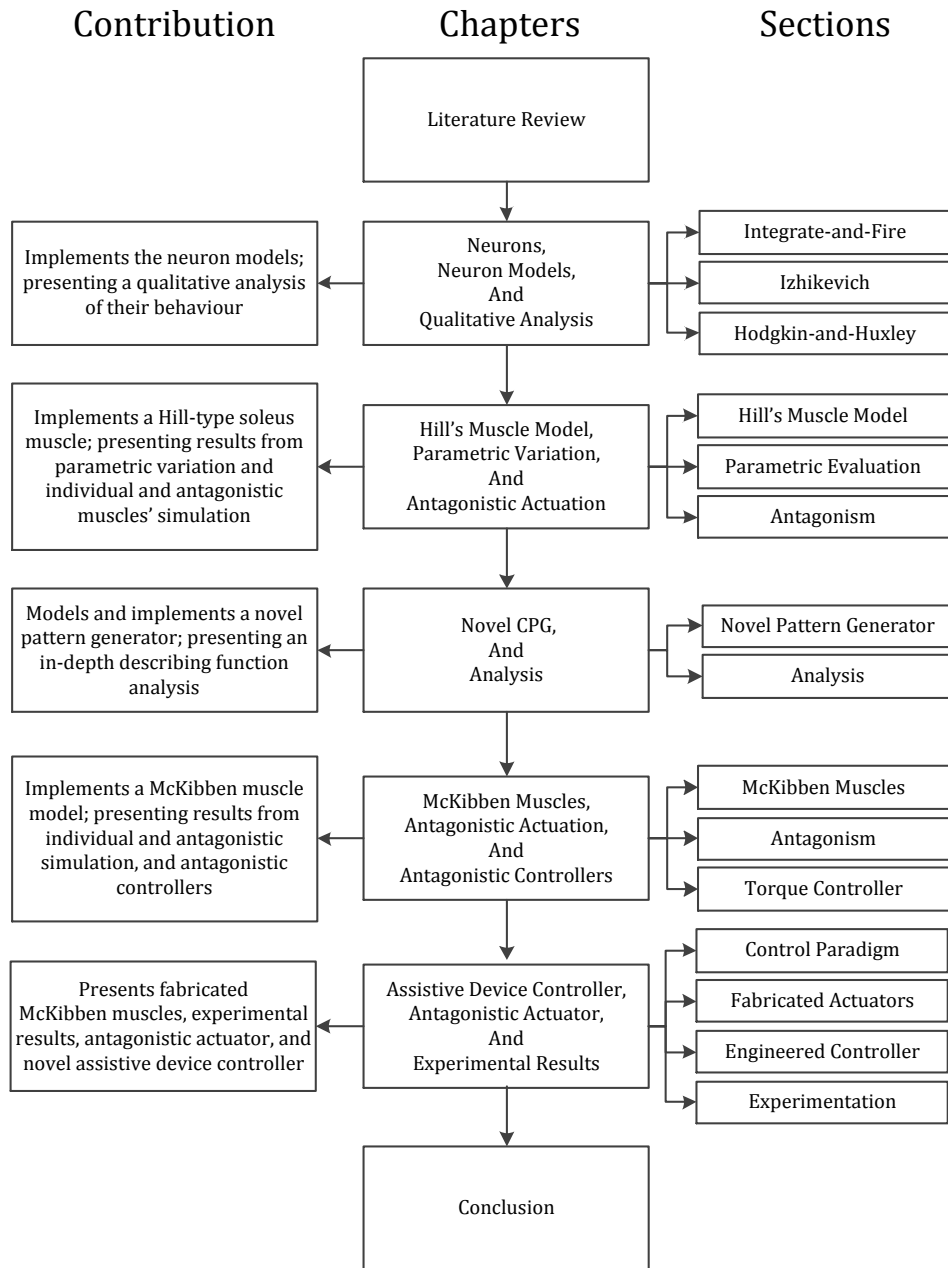 Contribution
Chapters
Sections
Literature Review
Implements the neuron models;
presenting a qualitative analysis
of their behaviour
Neurons,
Neuron Models,
And
Qualitative Analysis
Integrate-and-Fire
Izhikevich
Hodgkin-and-Huxley
Implements a Hill-type soleus
muscle; presenting results from
parametric variation and
individual and antagonistic
muscles’ simulation
Hill’s Muscle Model,
Parametric Variation,
And
Antagonistic Actuation
Hill’s Muscle Model
Parametric Evaluation
Antagonism
Models and implements a novel
pattern generator; presenting an
in-depth describing function
analysis
Novel CPG,
And
Analysis
Novel Pattern Generator
Analysis
Implements a McKibben muscle
model; presenting results from
individual and antagonistic
simulation, and antagonistic
controllers
McKibben Muscles,
Antagonistic Actuation,
And
Antagonistic Controllers
McKibben Muscles
Antagonism
Torque Controller
Presents fabricated
McKibben muscles, experimental
results, antagonistic actuator, and
novel assistive device controller
Assistive Device Controller,
Antagonistic Actuator,
And
Experimental Results
Control Paradigm
Fabricated Actuators
Engineered Controller
Experimentation
Conclusion